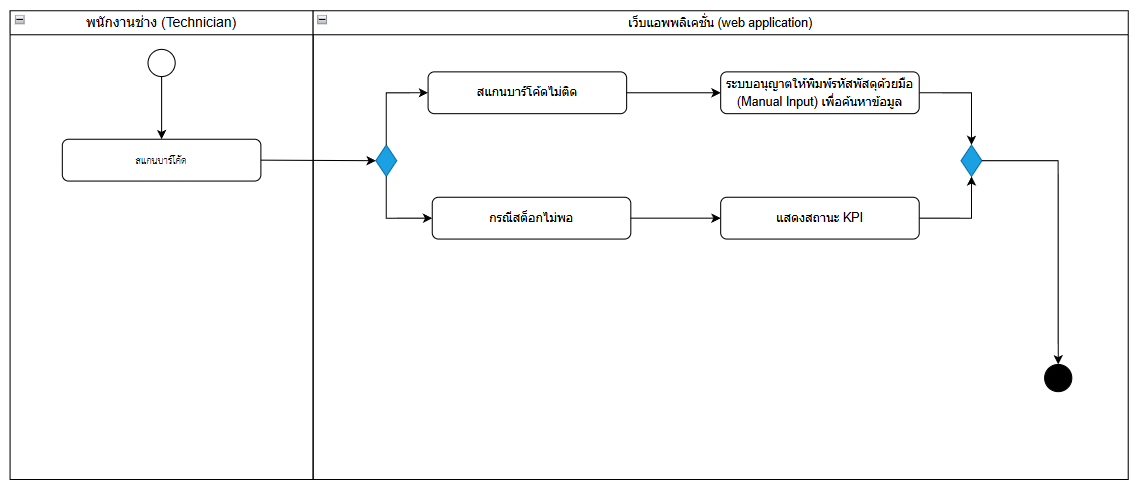 พนักงานช่าง (Technician)
เว็บแอพพลิเคชั่น (web application)
สแกนบาร์โค้ด
สแกนบาร์โค้ดไม่ติด
ระบบอนุญาตให้พิมพ์รหัสพัสดุด้วยมือ
(Manual Input) เพื่อค้นหาข้อมูล
กรณีสต็อกไม่พอ
แสดงสถานะ KPI